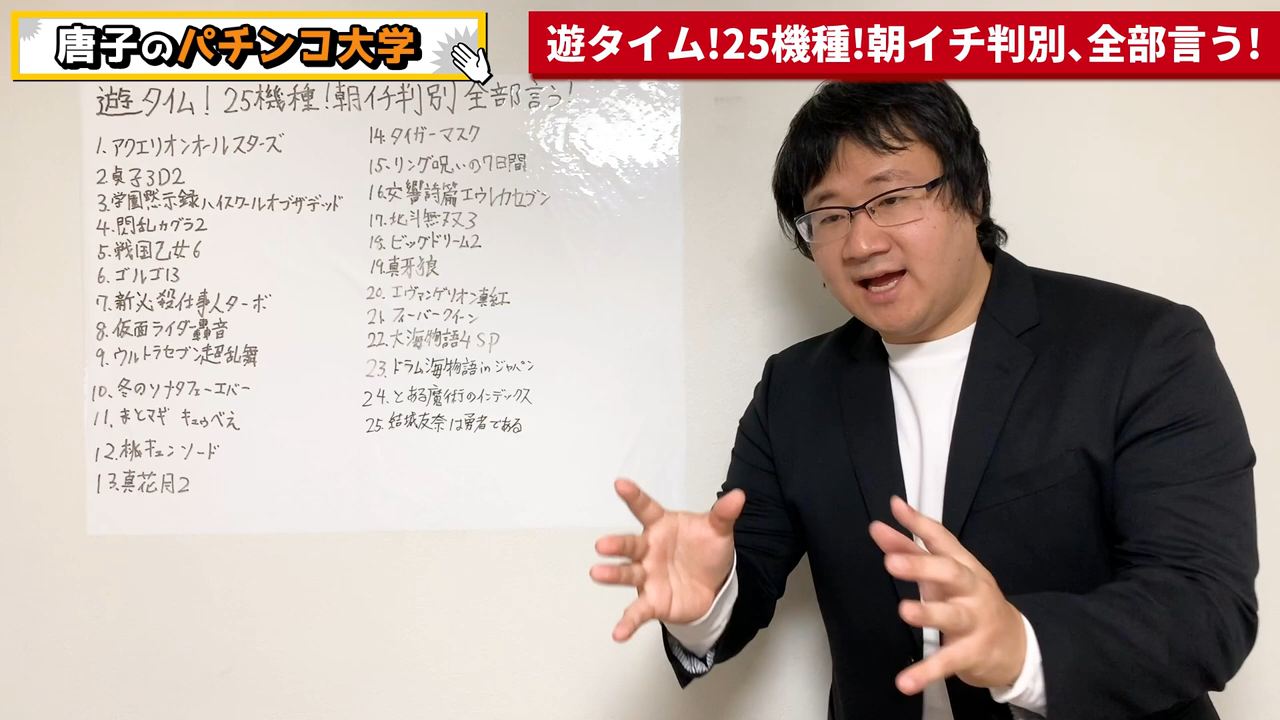 唐子のパチンコ大学
遊タイム!25機種!朝イチ判別、全部言う!
遊タイム!25機種!朝イチ判別、全部言う!
1.アクエリオンオールスターズ
2.貞子3D2
3.学園黙示録ハイスクールオブザデッド
4.閃乱カグラ2
5.戦国乙女6
6.ゴルゴ13
7.新必殺仕事人ターボ
8.仮面ライダー轟音
9.ウルトラセブン超乱舞
10.冬のソナタフォーエバー
11.まどマギ キュゥべえ
12.桃キュンソード
13.真花月2
14.タイガーマスク
15.リング呪いの7日間
16.交響詩篇エウレカセブン
17.北斗無双3
18.ビッグドリーム2
19.真牙狼
20.エヴァンゲリオン真紅
21.フィーバークイーン
22.大海物語4SP
23.ドラム海物語inジャパン
24.とある魔術のインデックス
25.結城友奈は勇者である